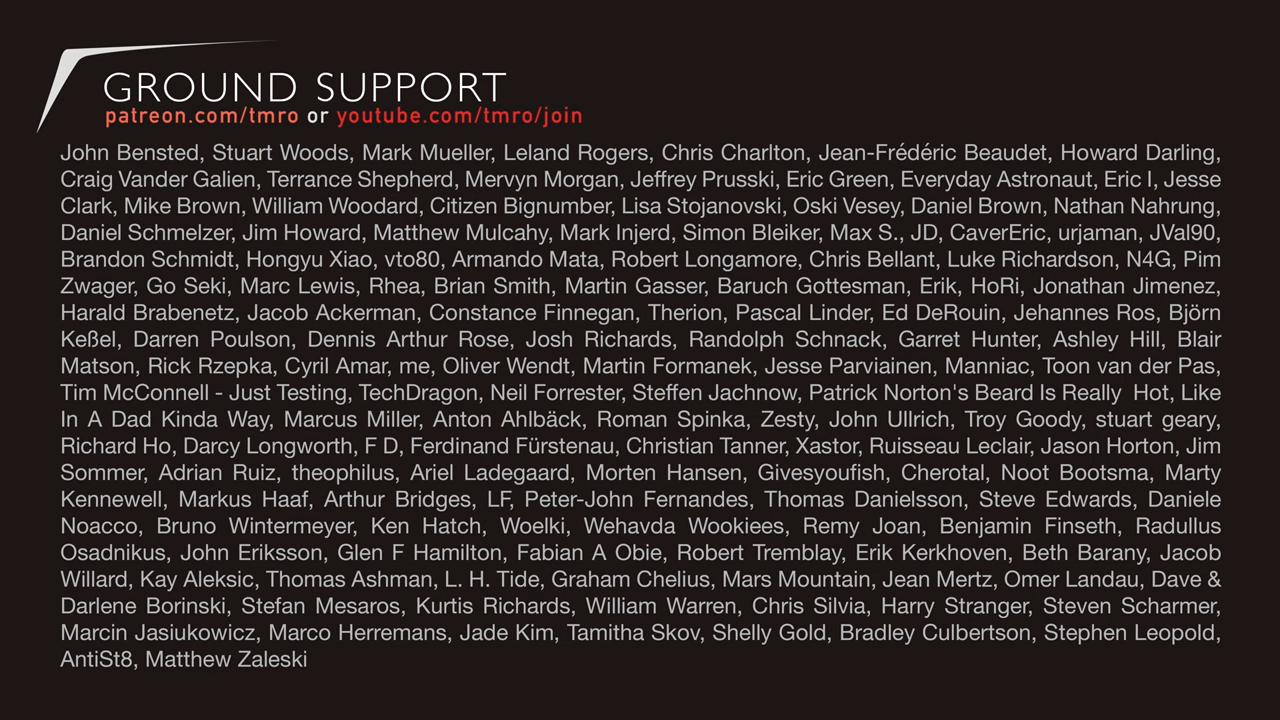 GROUND SUPPORT
patreon.com/tmro or youtube.com/tmro/join
John Bensted, Stuart Woods, Mark Mueller, Leland Rogers, Chris Charlton, Jean-Frédéric Beaudet, Howard Darling,
Craig Vander Galien, Terrance Shepherd, Mervyn Morgan, Jeffrey Prusski, Eric Green, Everyday Astronaut, Eric I, Jesse
Clark, Mike Brown, William Woodard, Citizen Bignumber, Lisa Stojanovski, Oski Vesey, Daniel Brown, Nathan Nahrung,
Daniel Schmelzer, Jim Howard, Matthew Mulcahy, Mark Injerd, Simon Bleiker, Max S., JD, CaverEric, urjaman, JVal90,
Brandon Schmidt, Hongyu Xiao, vto80, Armando Mata, Robert Longamore, Chris Bellant, Luke Richardson, N4G, Pim
Zwager, Go Seki, Marc Lewis, Rhea, Brian Smith, Martin Gasser, Baruch Gottesman, Erik, HoRi, Jonathan Jimenez,
Harald Brabenetz, Jacob Ackerman, Constance Finnegan, Therion, Pascal Linder, Ed DeRouin, Jehannes Ros, Björn
Keßel, Darren Poulson, Dennis Arthur Rose, Josh Richards, Randolph Schnack, Garret Hunter, Ashley Hill, Blair
Matson, Rick Rzepka, Cyril Amar, me, Oliver Wendt, Martin Formanek, Jesse Parviainen, Manniac, Toon van der Pas,
Tim McConnell - Just Testing, TechDragon, Neil Forrester, Steffen Jachnow, Patrick Norton's Beard Is Really  Hot, Like
In A Dad Kinda Way, Marcus Miller, Anton Ahlbäck, Roman Spinka, Zesty, John Ullrich, Troy Goody, stuart geary,
Richard Ho, Darcy Longworth, F D, Ferdinand Fürstenau, Christian Tanner, Xastor, Ruisseau Leclair, Jason Horton, Jim
Sommer, Adrian Ruiz, theophilus, Ariel Ladegaard, Morten Hansen, Givesyoufish, Cherotal, Noot Bootsma, Marty
Kennewell, Markus Haaf, Arthur Bridges, LF, Peter-John Fernandes, Thomas Danielsson, Steve Edwards, Daniele
Noacco, Bruno Wintermeyer, Ken Hatch, Woelki, Wehavda Wookiees, Remy Joan, Benjamin Finseth, Radullus
Osadnikus, John Eriksson, Glen F Hamilton, Fabian A Obie, Robert Tremblay, Erik Kerkhoven, Beth Barany, Jacob
Willard, Kay Aleksic, Thomas Ashman, L. H. Tide, Graham Chelius, Mars Mountain, Jean Mertz, Omer Landau, Dave &
Darlene Borinski, Stefan Mesaros, Kurtis Richards, William Warren, Chris Silvia, Harry Stranger, Steven Scharmer,
Marcin Jasiukowicz, Marco Herremans, Jade Kim, Tamitha Skov, Shelly Gold, Bradley Culbertson, Stephen Leopold,
AntiSt8, Matthew Zaleski